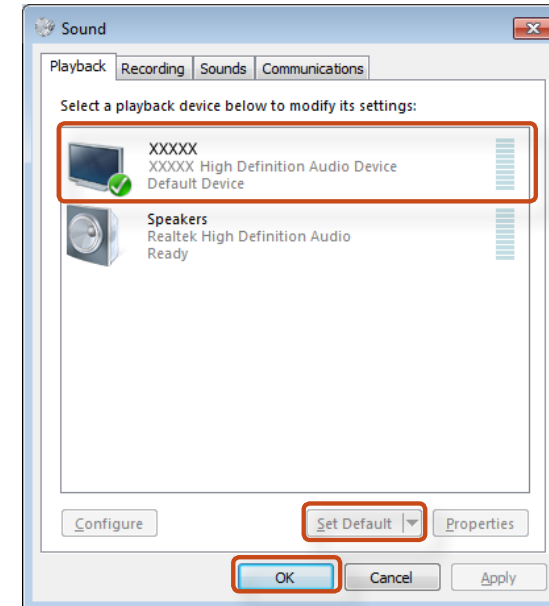 Sound
Playback Recording Sounds Communications
Select a playback device below to modify its settings:
XXXXX
XXXXX High Definition Audio Device
Default Device
Speakers
Realtek High Definition Audio
Ready
Configure Set Default Properties
OK Cancel Apply